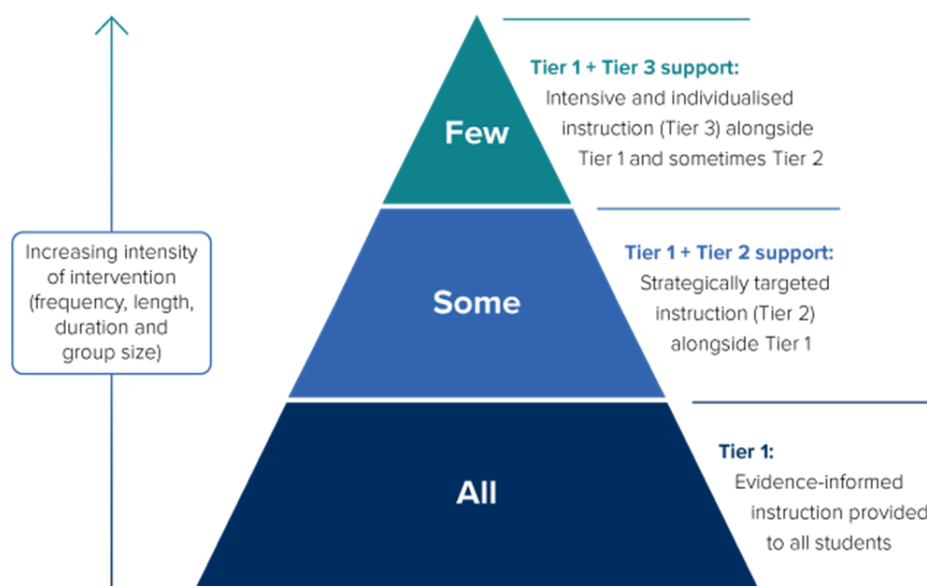 Tier 1 + Tier 3 support:
Intensive and individualised
instruction (Tier 3) alongside
Tier 1 and sometimes Tier 2
Few
Increasing intensity
of intervention
(frequency, length,
duration and
group size)
Tier 1 + Tier 2 support:
Strategically targeted
instruction (Tier 2)
alongside Tier 1
Some
Tier 1:
Evidence-informed
instruction provided
to all students
All